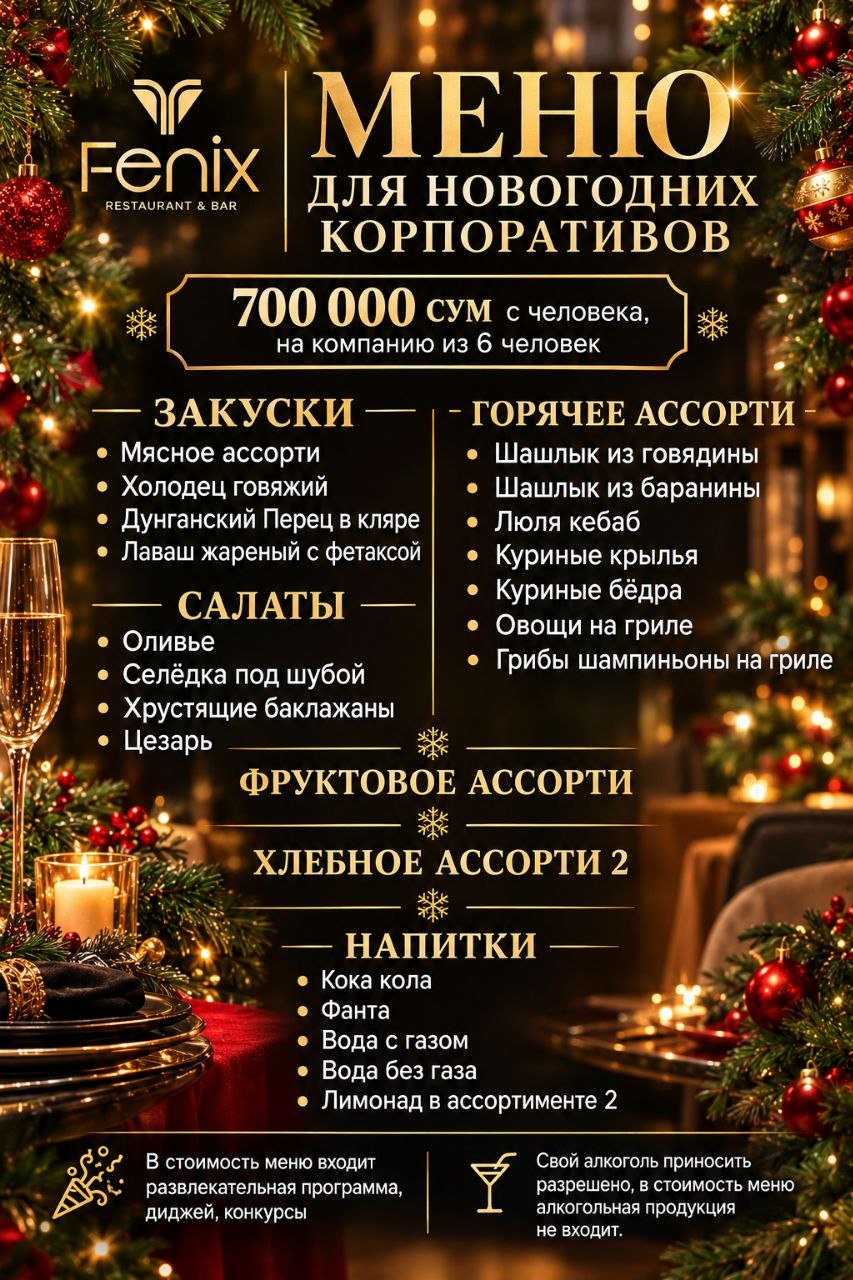 Fenix
RESTAURANT & BAR
МЕНЮ
ДЛЯ НОВОГОДНИХ
КОРПОРАТИВОВ
700 000 СУМ с человека,
на компанию из 6 человек
ЗАКУСКИ
• Мясное ассорти
• Холодец говяжий
• Дунганский Перец в кляре
• Лаваш жареный с фетаксой
САЛАТЫ
• Оливье
• Селёдка под шубой
• Хрустящие баклажаны
• Цезарь
ГОРЯЧЕЕ АССОРТИ
• Шашлык из говядины
• Шашлык из баранины
• Люля кебаб
• Куриные крылья
• Куриные бёдра
• Овощи на гриле
• Грибы шампиньоны на гриле
ФРУКТОВОЕ АССОРТИ
ХЛЕБНОЕ АССОРТИ 2
НАПИТКИ
• Кока кола
• Фанта
• Вода с газом
• Вода без газа
• Лимонад в ассортименте 2
В стоимость меню входит
развлекательная программа,
диджей, конкурсы
Свой алкоголь приносить
разрешено, в стоимость меню
алкогольная продукция
не входит.